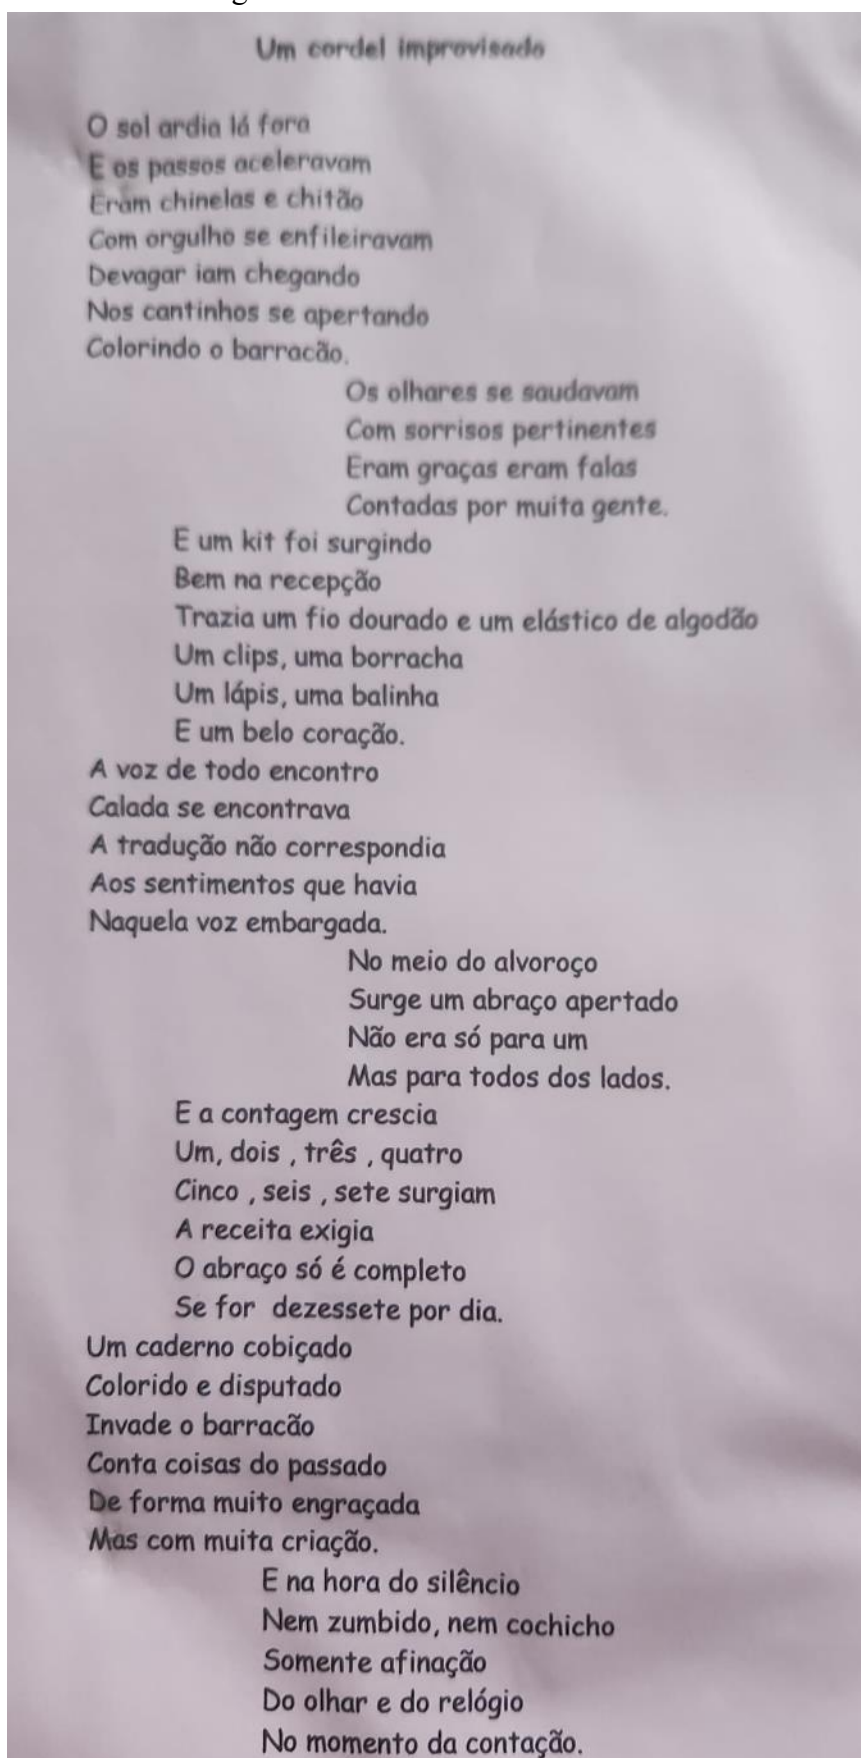 Um cordel improvisado
O sol ardia lá fora
E os passos aceleravam
Eram chinelas e chitão
Com orgulho se enfileiravam
Devagar iam chegando
Nos cantinhos se apertando
Colorindo o barracão.
Os olhares se saudavam
Com sorrisos pertinentes
Eram graças eram falas
Contadas por muita gente.
E um kit foi surgindo
Bem na recepção
Trazia um fio dourado e um elástico de algodão
Um clips, uma borracha
Um lápis, uma balinha
E um belo coração.
A voz de todo encontro
Calada se encontrava
A tradução não correspondia
Aos sentimentos que havia
Naquela voz embargada.
No meio do alvoroço
Surge um abraço apertado
Não era só para um
Mas para todos dos lados.
E a contagem crescia
Um, dois , três , quatro
Cinco , seis , sete surgiam
A receita exigia
O abraço só é completo
Se for dezessete por dia.
Um caderno cobiçado
Colorido e disputado
Invade o barracão
Conta coisas do passado
De forma muito engraçada
Mas com muita criação.
E na hora do silêncio
Nem zumbido, nem cochicho
Somente afinação
Do olhar e do relógio
No momento da contação.